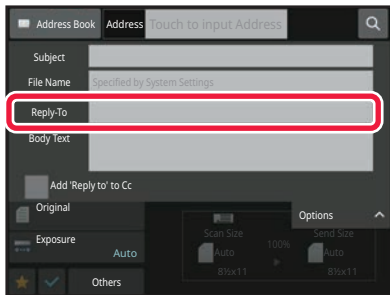 Address Book Address Touch to input Address
Subject
File Name Specified by System Settings
Reply-To
Body Text
Add 'Reply to' to Cc
Original
Options
Scan Size Send Size
Exposure
100%
Auto Auto Auto
8½x11 8½x11
Others